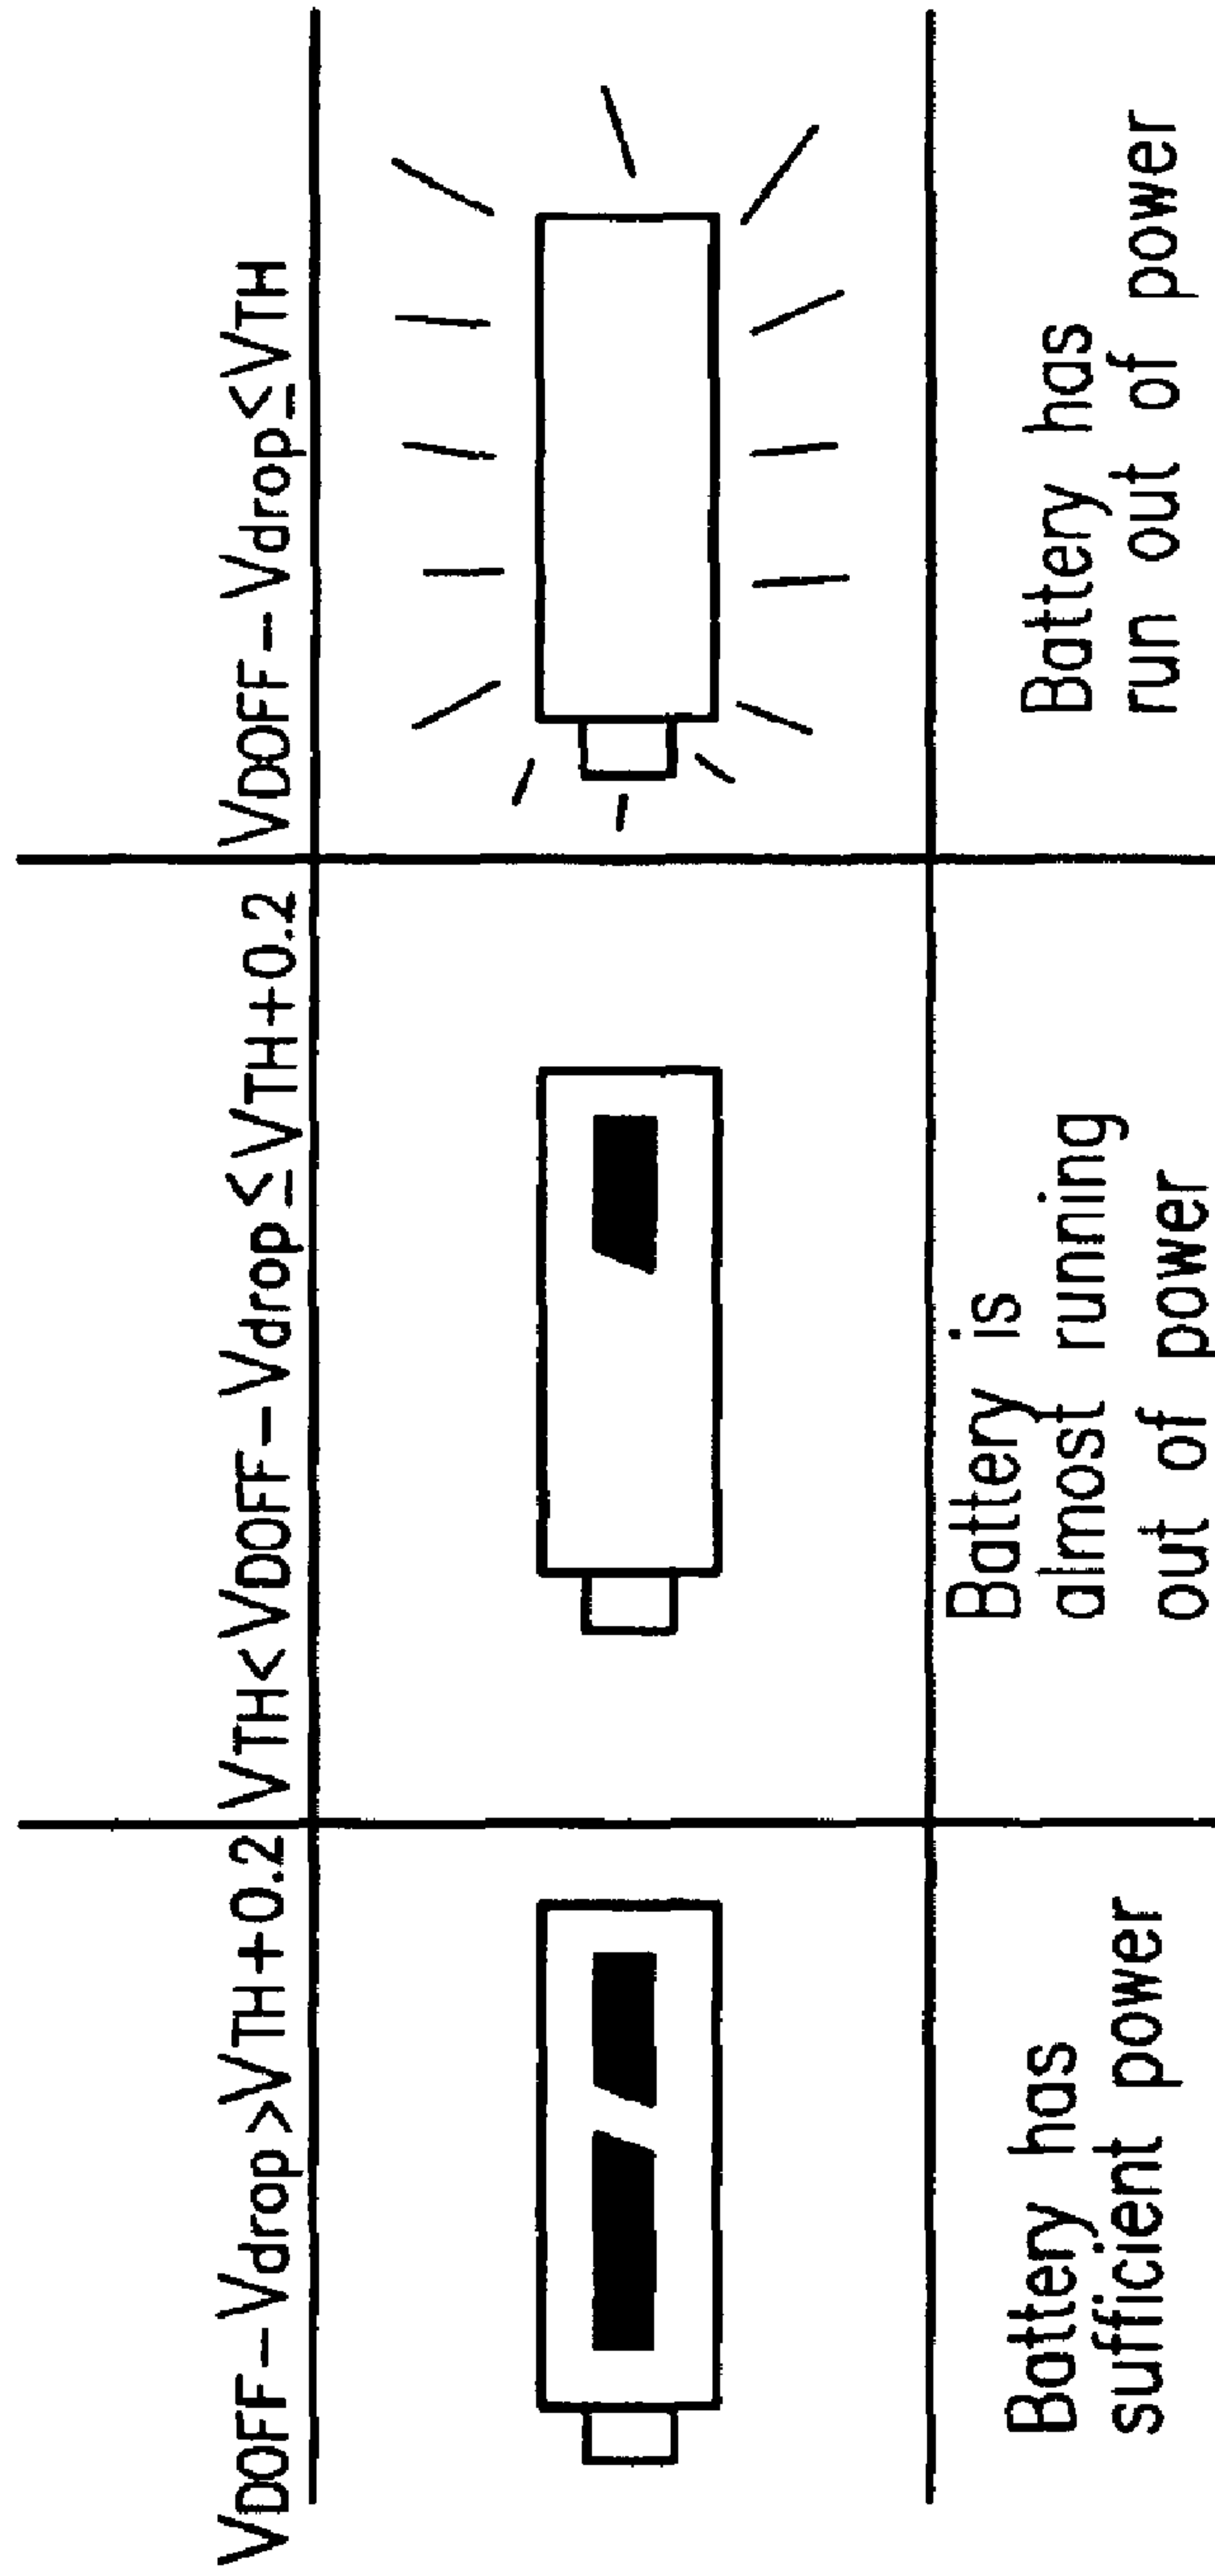 VDOFF-Vdrop>VTH+0.2
VTH<VDOFF-Vdrop≤VTH+0.2
VDOFF-Vdrop≤VTH
Battery has
sufficient power
Battery is
almost running
out of power
Battery has
run out of power